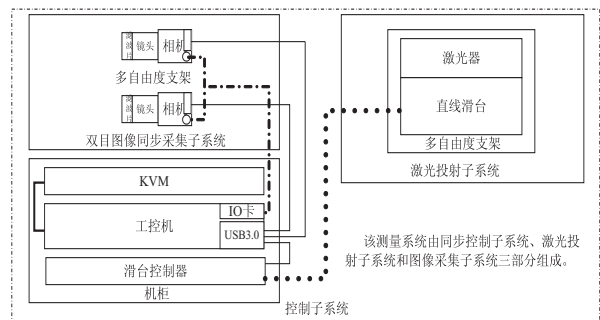 滤波片 镜头 相机
多自由度支架
滤波片 镜头 相机
双目图像同步采集子系统
激光器
直线滑台
多自由度支架
激光投射子系统
KVM
工控机
IO卡
USB3.0
滑台控制器
机柜
控制子系统
该测量系统由同步控制子系统、激光投
射子系统和图像采集子系统三部分组成。